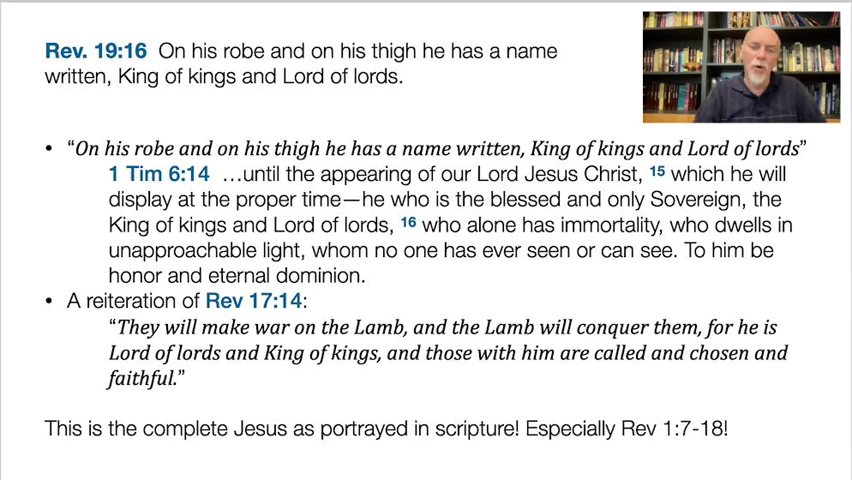 Rev. 19:16 On his robe and on his thigh he has a name
written, King of kings and Lord of lords.
• “On his robe and on his thigh he has a name written, King of kings and Lord of lords”
1 Tim 6:14 …until the appearing of our Lord Jesus Christ, 15 which he will
display at the proper time—he who is the blessed and only Sovereign, the
King of kings and Lord of lords, 16 who alone has immortality, who dwells in
unapproachable light, whom no one has ever seen or can see. To him be
honor and eternal dominion.
• A reiteration of Rev 17:14:
“They will make war on the Lamb, and the Lamb will conquer them, for he is
Lord of lords and King of kings, and those with him are called and chosen and
faithful.”
This is the complete Jesus as portrayed in scripture! Especially Rev 1:7-18!